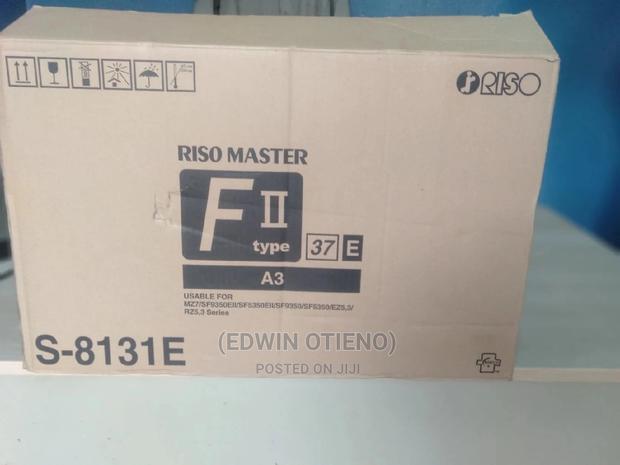 RISO
RISO MASTER
F II
type 37 E
A3
USABLE FOR
MZ7/SF9350EII/SF5350EII/SF9350/SF5350/EZ5,3/
RZ5,3 Series
S-8131E
(EDWIN OTIENO)
POSTED ON JIJI